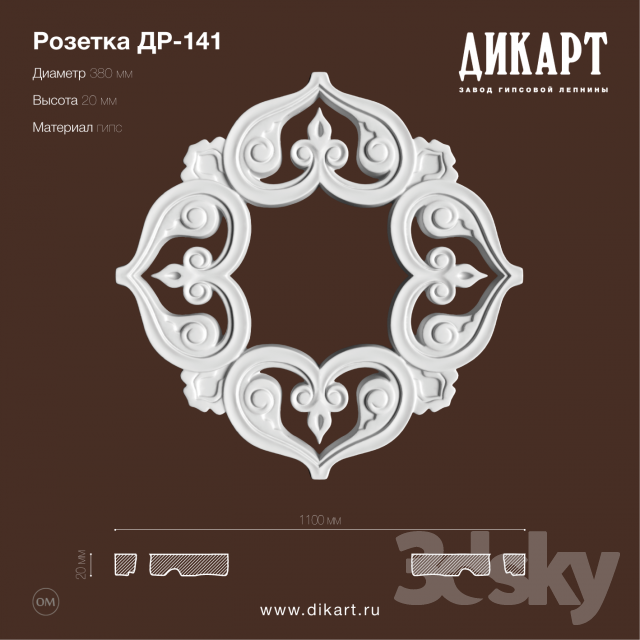 Розетка ДР-141
Диаметр 380 мм
Высота 20 мм
Материал гипс
ДИКАРТ
ЗАВОД ГИПСОВОЙ ЛЕПНИНЫ
1100 мм
20 мм
3dsky
ОМ
www.dikart.ru